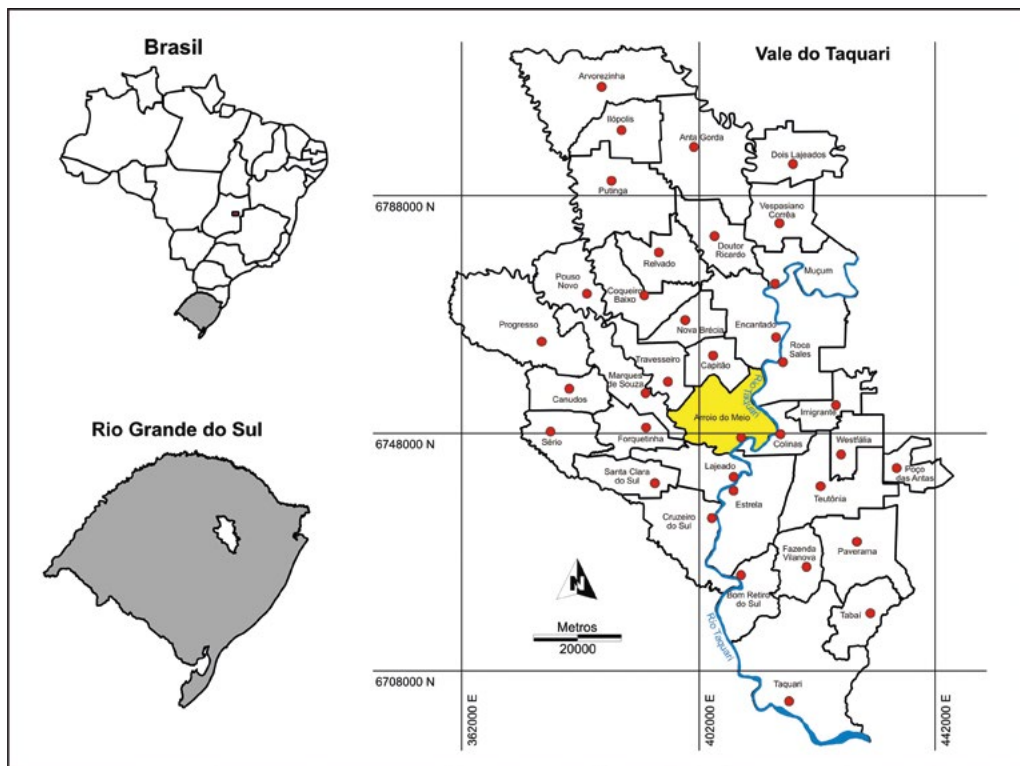 Brasil
Vale do Taquari
Arvorezinha
Ilópolis
Anta Gorda
Dois Lajeados
Putinga
6788000 N
Vespasiano
Corrêa
Doutor
Ricardo
Relvado
Muçum
Pouso
Novo
Coqueiro
Baixo
Nova Brécia
Encantado
Progresso
Roca
Sales
Travesseiro
Capitão
Marques
de Souza
Rio Taquari
Canudos
Arroio do Meio
Imigrante
Rio Grande do Sul
6748000 N
Sério
Forquetinha
Colinas
Westfália
Lajeado
Poço
das Antas
Santa Clara
do Sul
Estrela
Teutônia
Cruzeiro
do Sul
Fazenda
Vilanova
Paverama
N
Bom Retiro
do Sul
Tabaí
Metros
20000
Rio Taquari
6708000 N
Taquari
362000 E
402000 E
442000 E